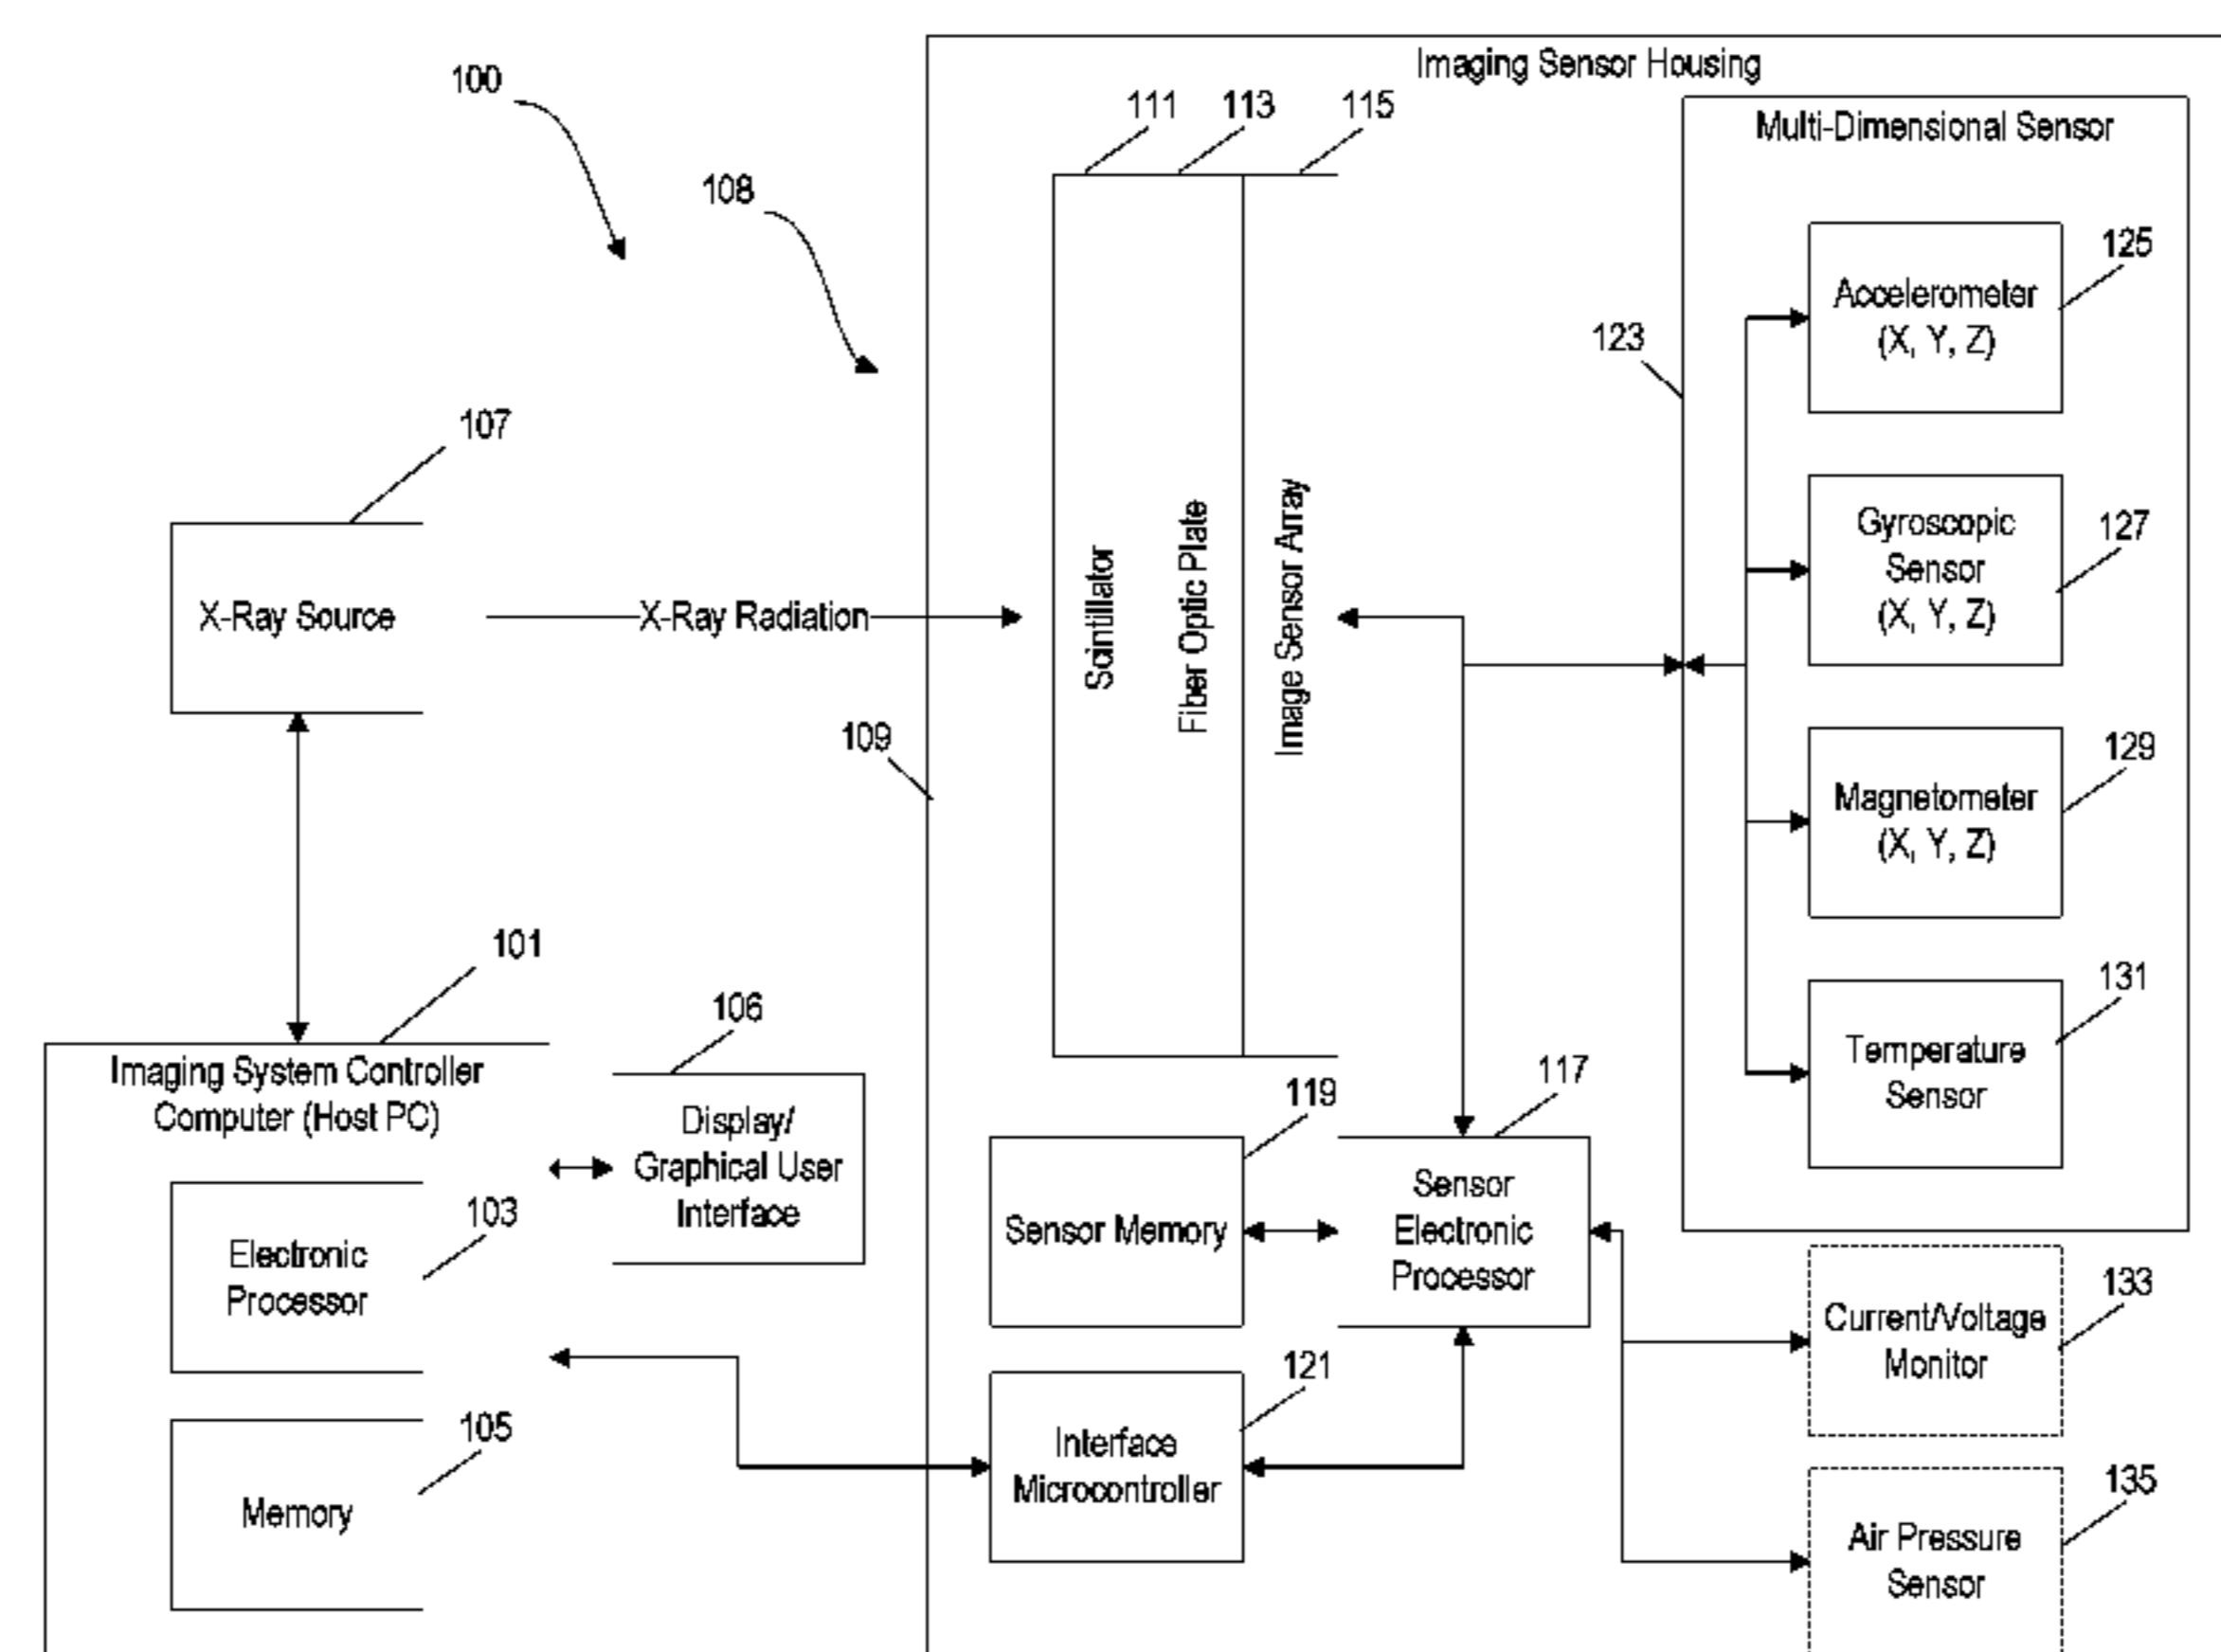 Imaging Sensor Housing
100
108
111
113
115
Multi-Dimensional Sensor
123
125
Accelerometer
(X, Y, Z)
127
Gyroscopic
Sensor
(X, Y, Z)
129
Magnetometer
(X, Y, Z)
131
Temperature
Sensor
107
X-Ray Source
X-Ray Radiation
Scintillator
Fiber Optic Plate
Image Sensor Array
109
101
Imaging System Controller
Computer (Host PC)
106
Display/
Graphical User
Interface
103
Electronic
Processor
105
Memory
119
Sensor Memory
117
Sensor
Electronic
Processor
121
Interface
Microcontroller
133
Current/Voltage
Monitor
135
Air Pressure
Sensor